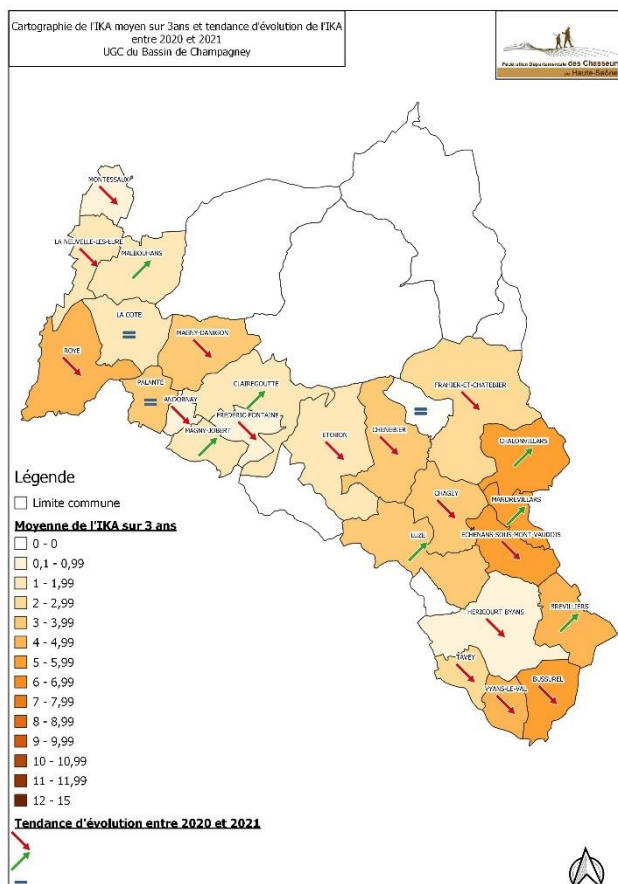 Cartographie de l'IKA moyen sur 3ans et tendance d'évolution de l'IKA
entre 2020 et 2021
UGC du Bassin de Champagney
Fédération Départementale des Chasseurs
de Haute-Saône
MONTESSAUX
LA NEUVELLE-LES-LURE
MALBOUHANS
LA COTE
MAGNY-DANIGON
ROYE
PALANTE
ANDORNAY
CLAIREGOUTTE
FREDERIC-FONTAINE
MAGNY-JOBERT
ETOBON
CHENEBIER
FRAHIER-ET-CHATEBIER
CHALONVILLARS
CHAGEY
MANDREVILLARS
LUZE
ECHENANS-SOUS-MONT-VAUDOIS
HERICOURT BYANS
BREVILLIERS
TAVEY
VYANS-LE-VAL
BUSSUREL
Légende
Limite commune
Moyenne de l'IKA sur 3 ans
0 - 0
0,1 - 0,99
1 - 1,99
2 - 2,99
3 - 3,99
4 - 4,99
5 - 5,99
6 - 6,99
7 - 7,99
8 - 8,99
9 - 9,99
10 - 10,99
11 - 11,99
12 - 15
Tendance d'évolution entre 2020 et 2021